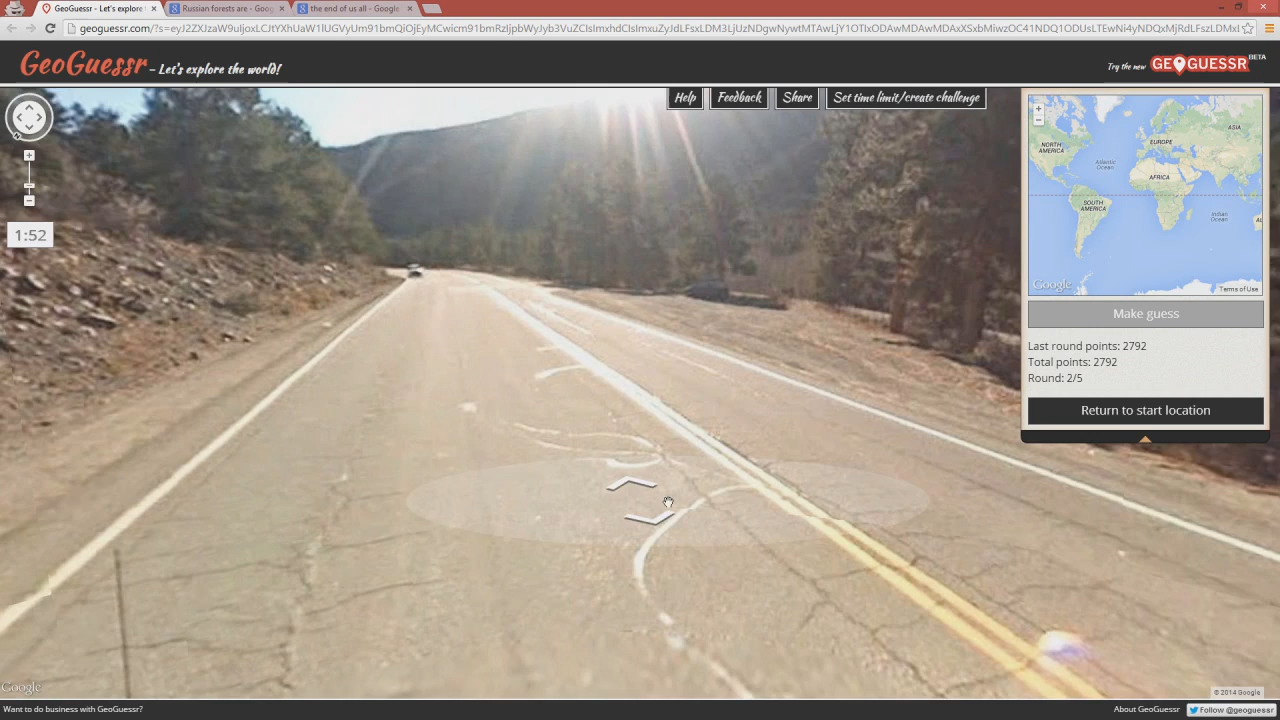 GeoGuessr - Let's explore t
Russian forests are - Goog
the end of us all - Google
GeoGuessr - Let's explore the world!
Try the new GEOGUESSR BETA
Help
Feedback
Share
Set time limit/create challenge
1:52
NORTH AMERICA
Atlantic Ocean
EUROPE
ASIA
AFRICA
SOUTH AMERICA
Indian Ocean
Google
Terms of Use
Make guess
Last round points: 2792
Total points: 2792
Round: 2/5
Return to start location
Google
© 2014 Google
Want to do business with GeoGuessr?
About GeoGuessr
Follow @geoguessr